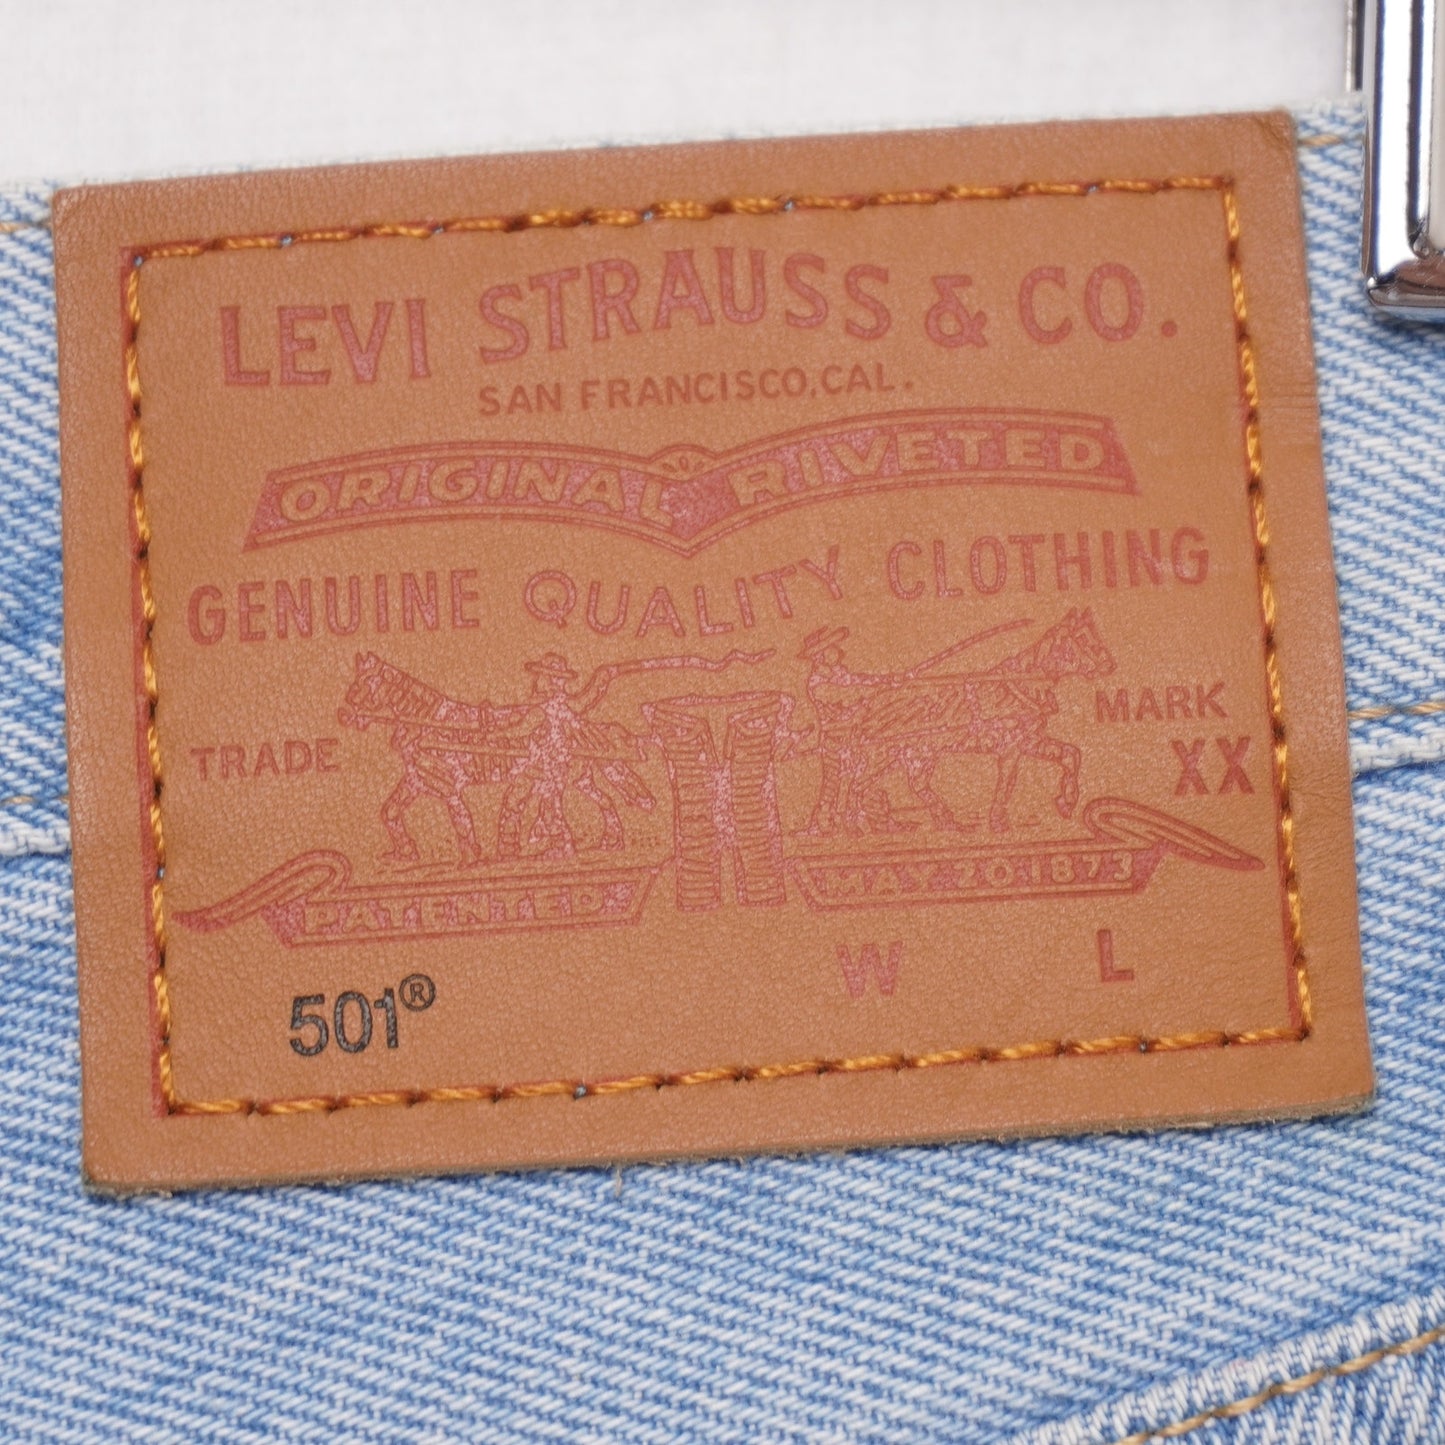 LEVI STRAUSS & CO.
SAN FRANCISCO, CAL.
ORIGINAL RIVETED
GENUINE QUALITY CLOTHING
TRADE MARK
XX
PATENTED MAY 20 1873
W L
501®